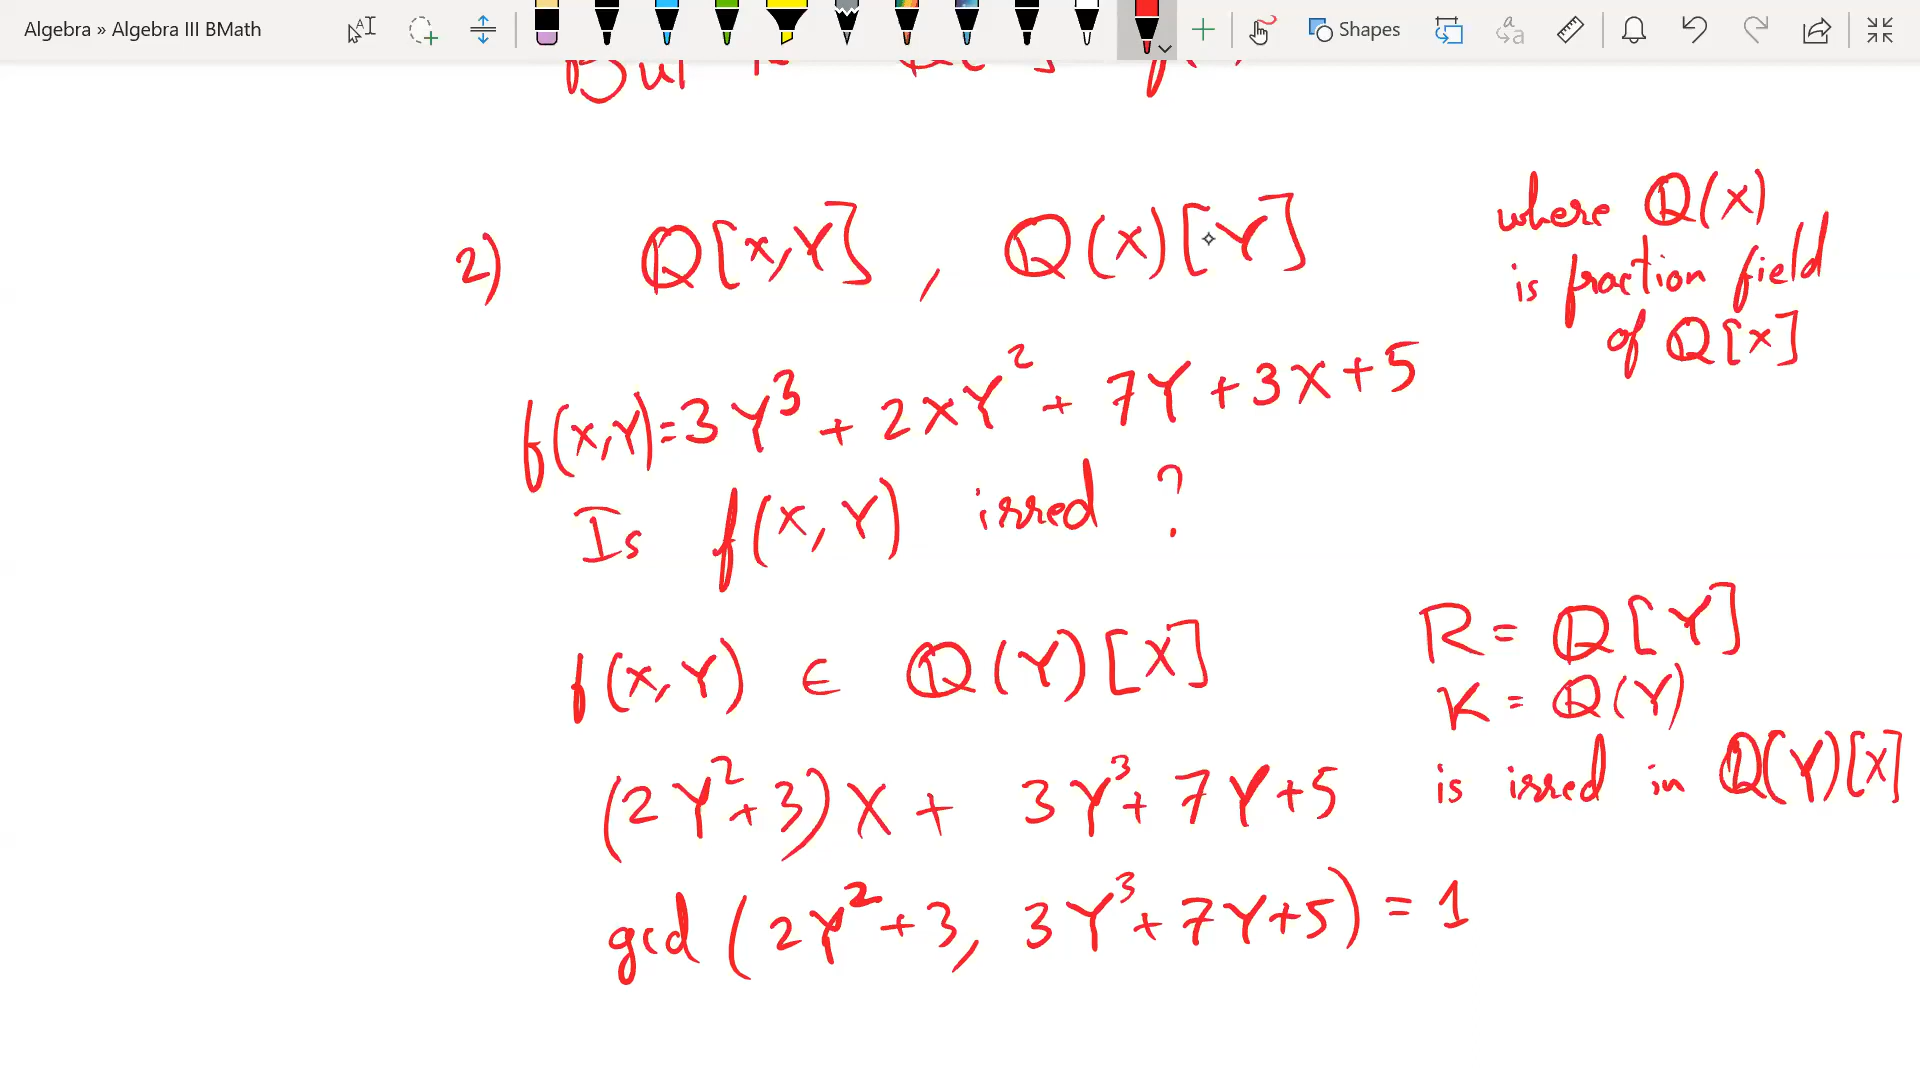 Algebra » Algebra III BMath
Shapes
But
2) Q[x,Y] , Q(x)[Y]
where Q(x)
is fraction field
of Q[x]
f(x,Y)=3Y³ + 2xY² + 7Y+3x+5
Is f(x,Y) irred ?
f(x,Y) ∈ Q(Y)[X]
R = Q[Y]
K = Q(Y)
is irred in Q(Y)[X]
(2Y²+3)X + 3Y³+7Y+5
gcd (2Y²+3, 3Y³+7Y+5) = 1